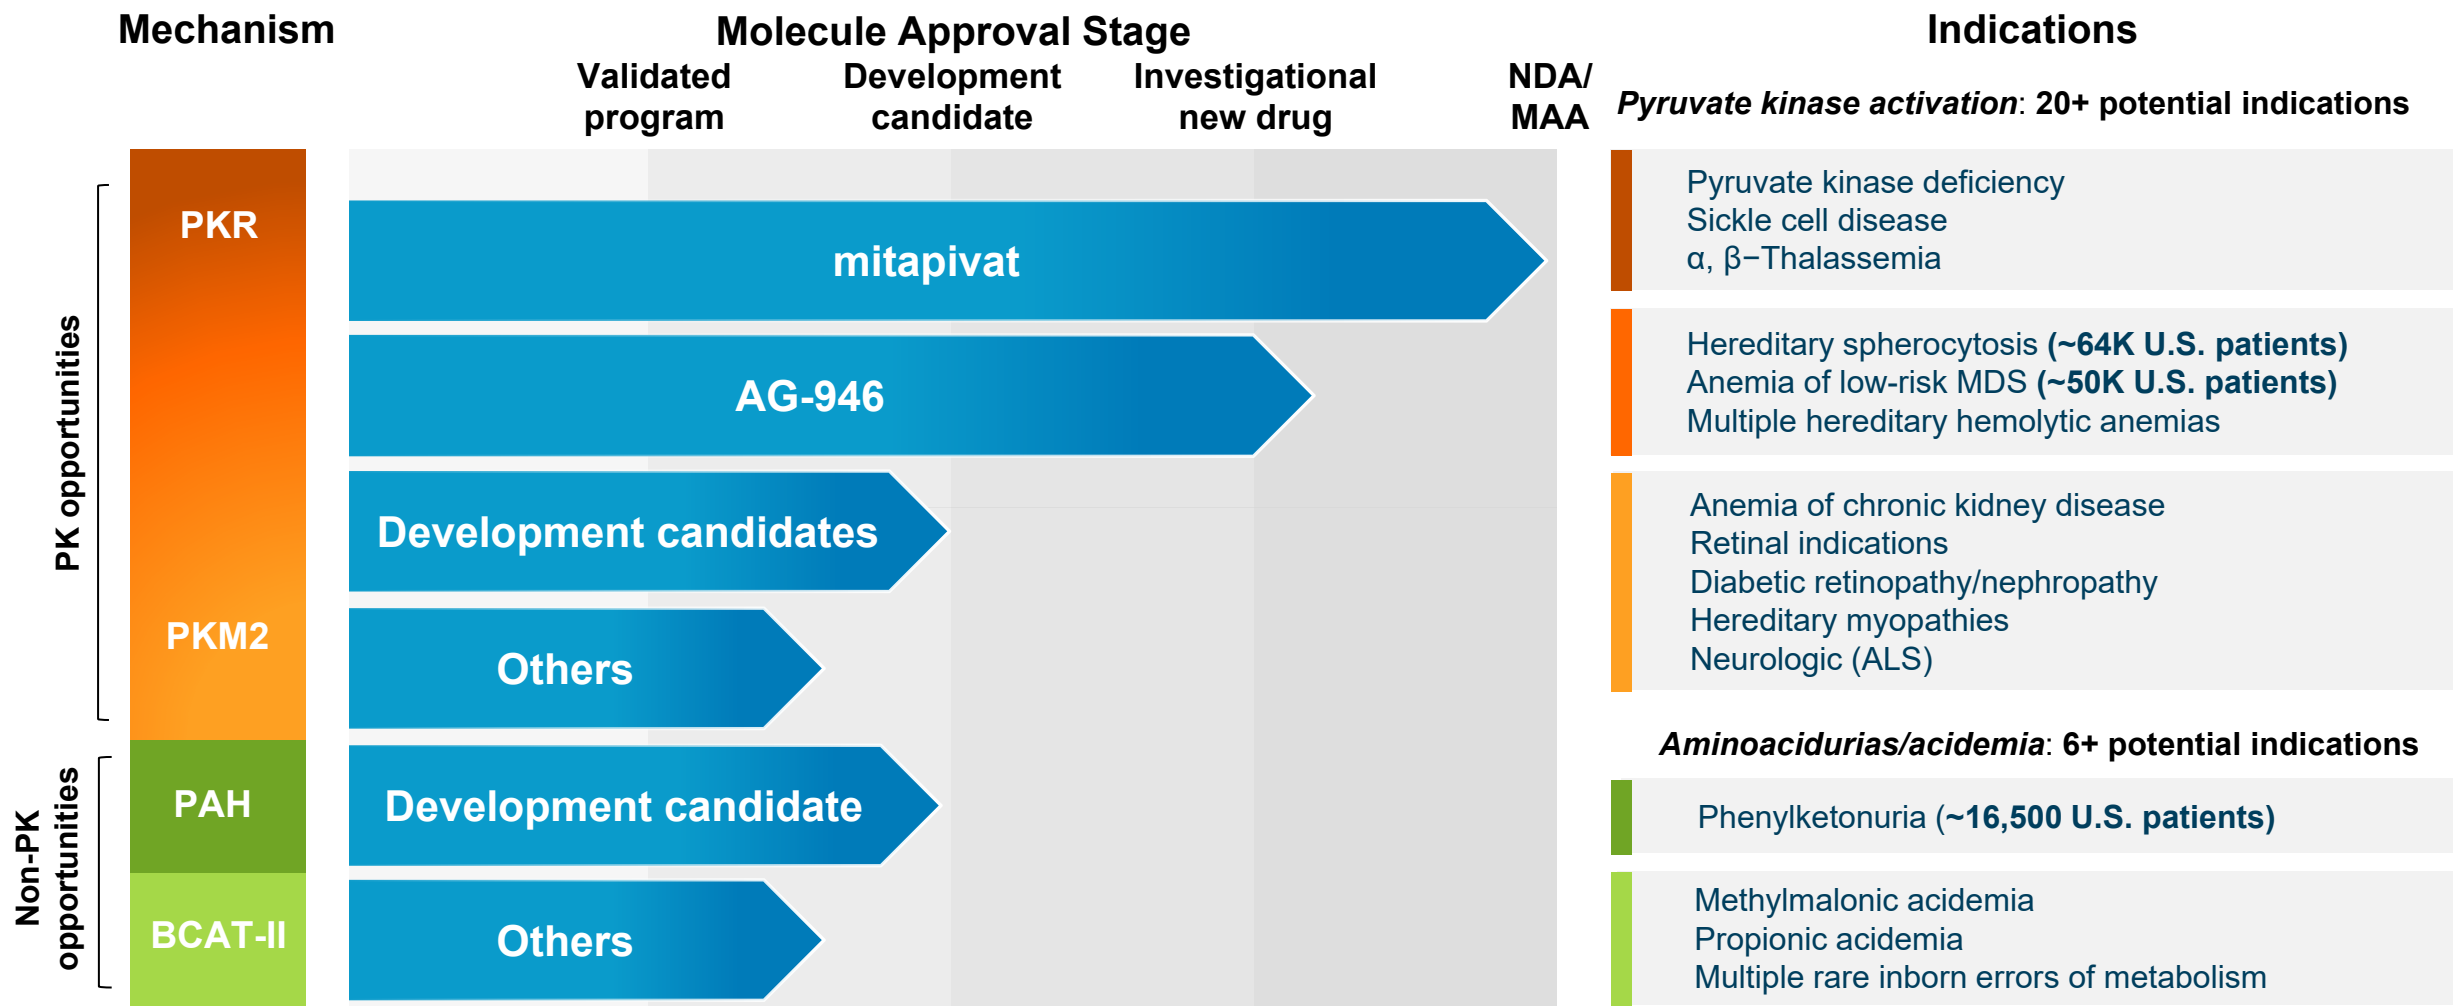 Mechanism
Molecule Approval Stage
Indications
Validated
program
Development
candidate
Investigational
new drug
NDA/
MAA
Pyruvate kinase activation: 20+ potential indications
PK opportunities
PKR
mitapivat
Pyruvate kinase deficiency
Sickle cell disease
α, β−Thalassemia
AG-946
Hereditary spherocytosis (~64K U.S. patients)
Anemia of low-risk MDS (~50K U.S. patients)
Multiple hereditary hemolytic anemias
Development candidates
PKM2
Others
Anemia of chronic kidney disease
Retinal indications
Diabetic retinopathy/nephropathy
Hereditary myopathies
Neurologic (ALS)
Aminoacidurias/acidemia: 6+ potential indications
Non-PK
opportunities
PAH
Development candidate
Phenylketonuria (~16,500 U.S. patients)
BCAT-II
Others
Methylmalonic acidemia
Propionic acidemia
Multiple rare inborn errors of metabolism